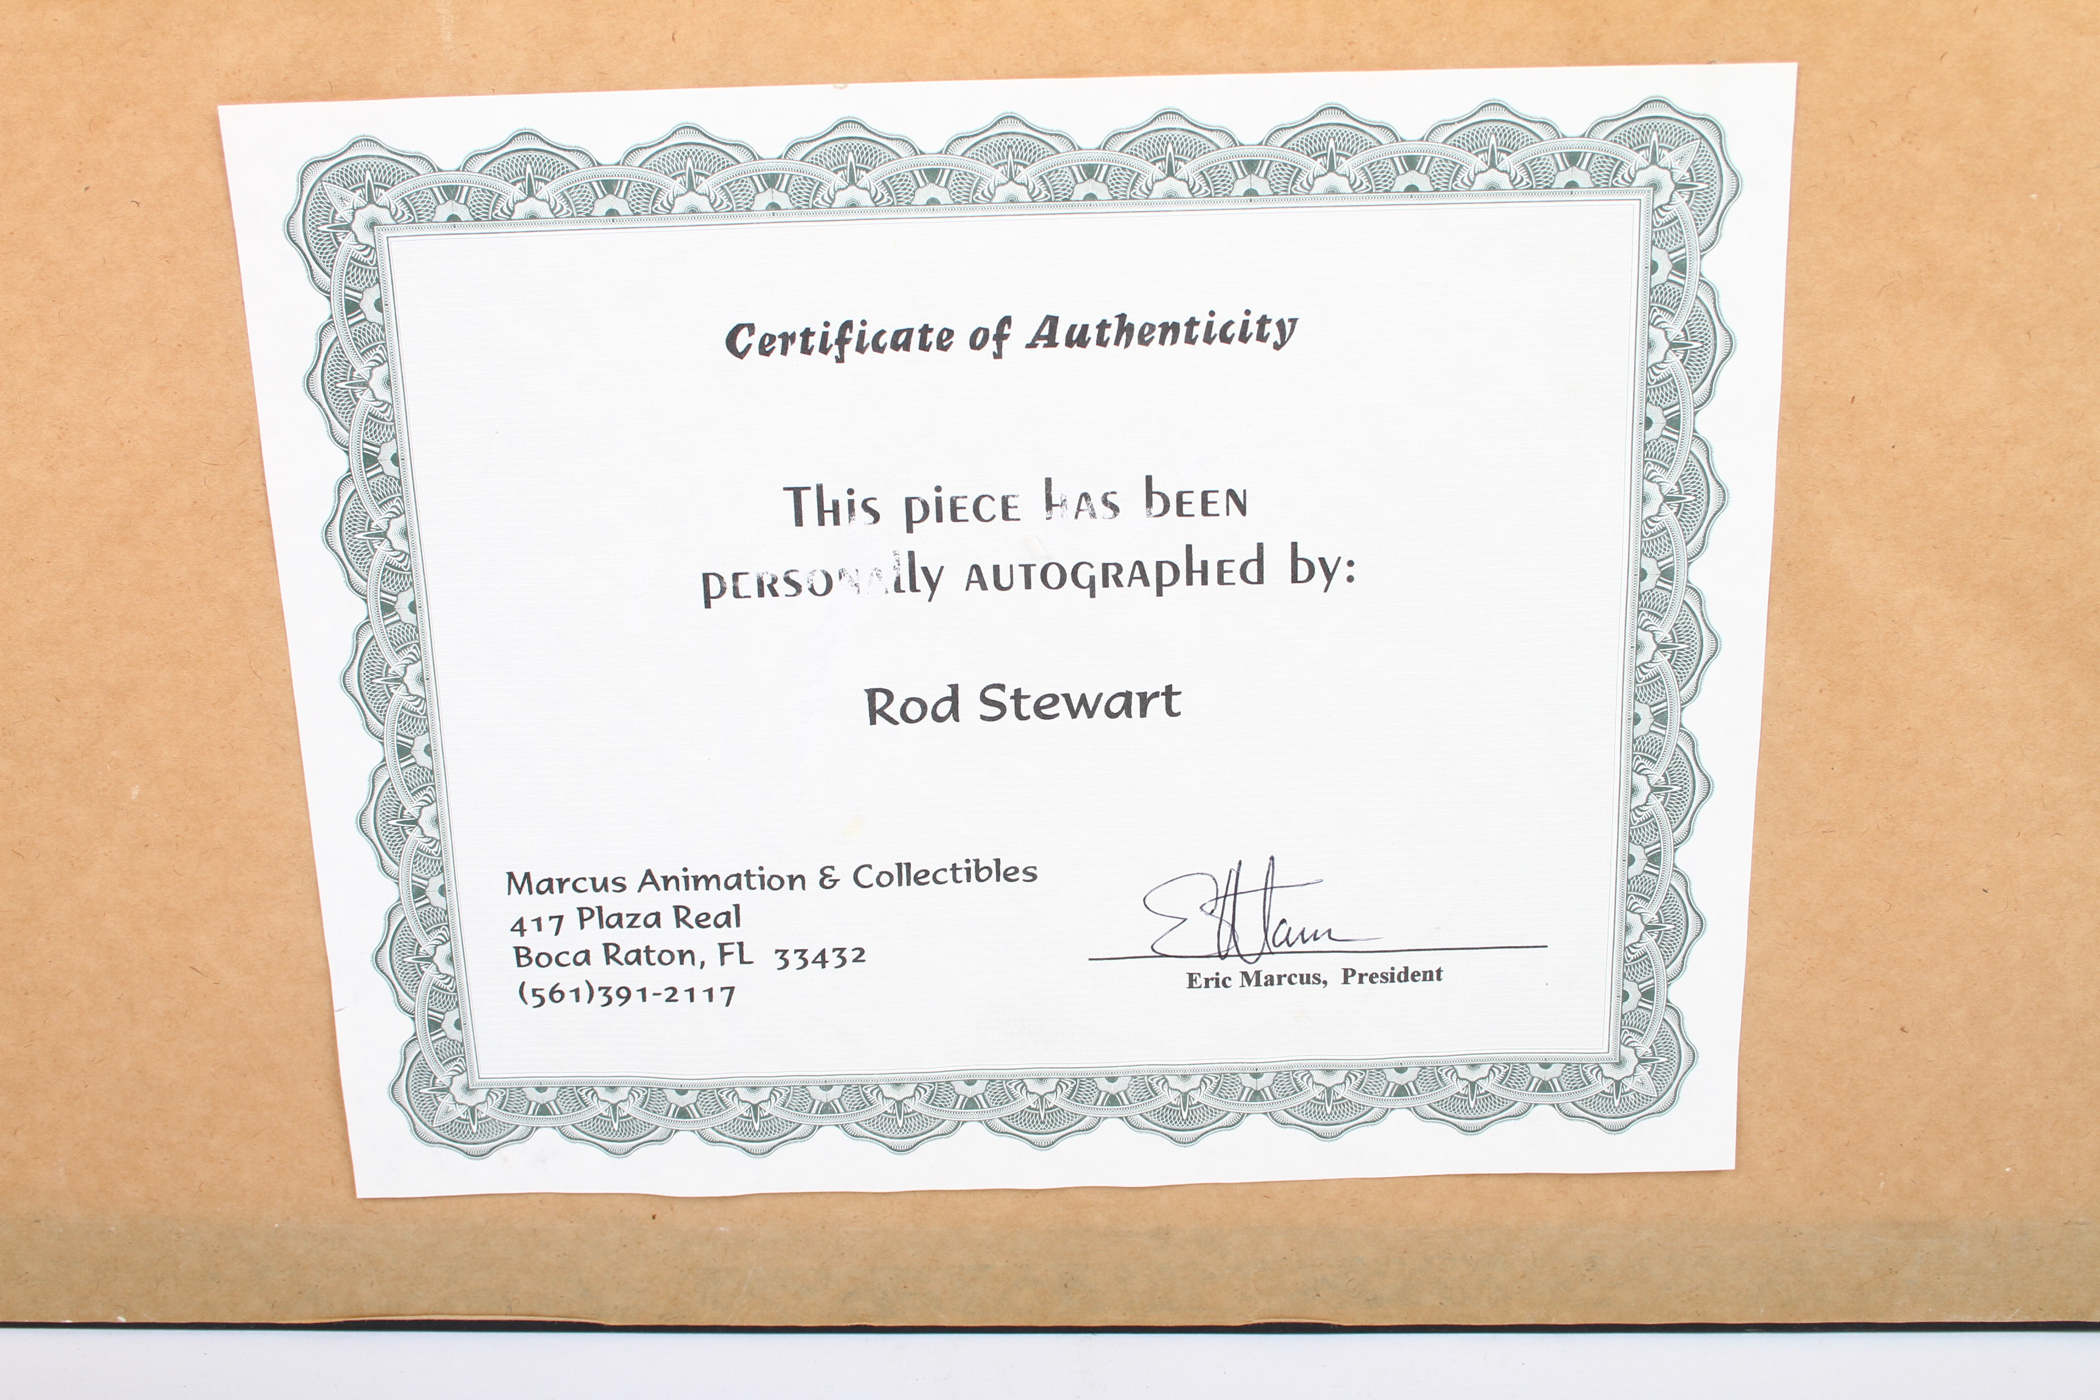 Certificate of Authenticity
This piece has been
personally autographed by:
Rod Stewart
Marcus Animation & Collectibles
417 Plaza Real
Boca Raton, FL 33432
(561)391-2117
Eric Marcus, President